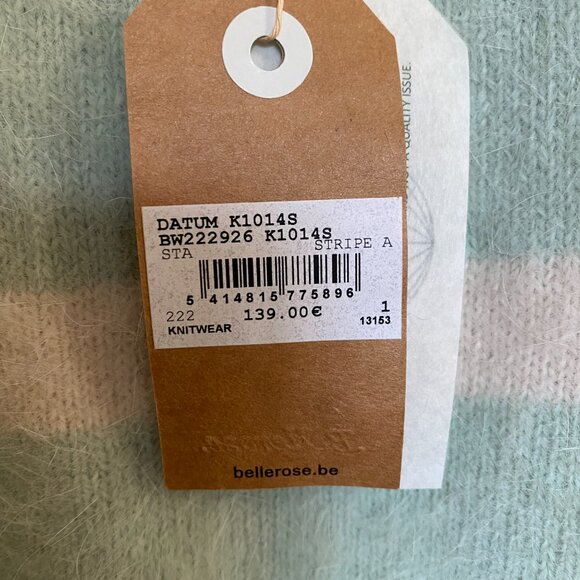 DATUM K1014S
BW222926 K1014S
STA STRIPE A
5 414815 775896
222 139.00€ 1
KNITWEAR 13153
bellerose.be
A QUALITY ISSUE.